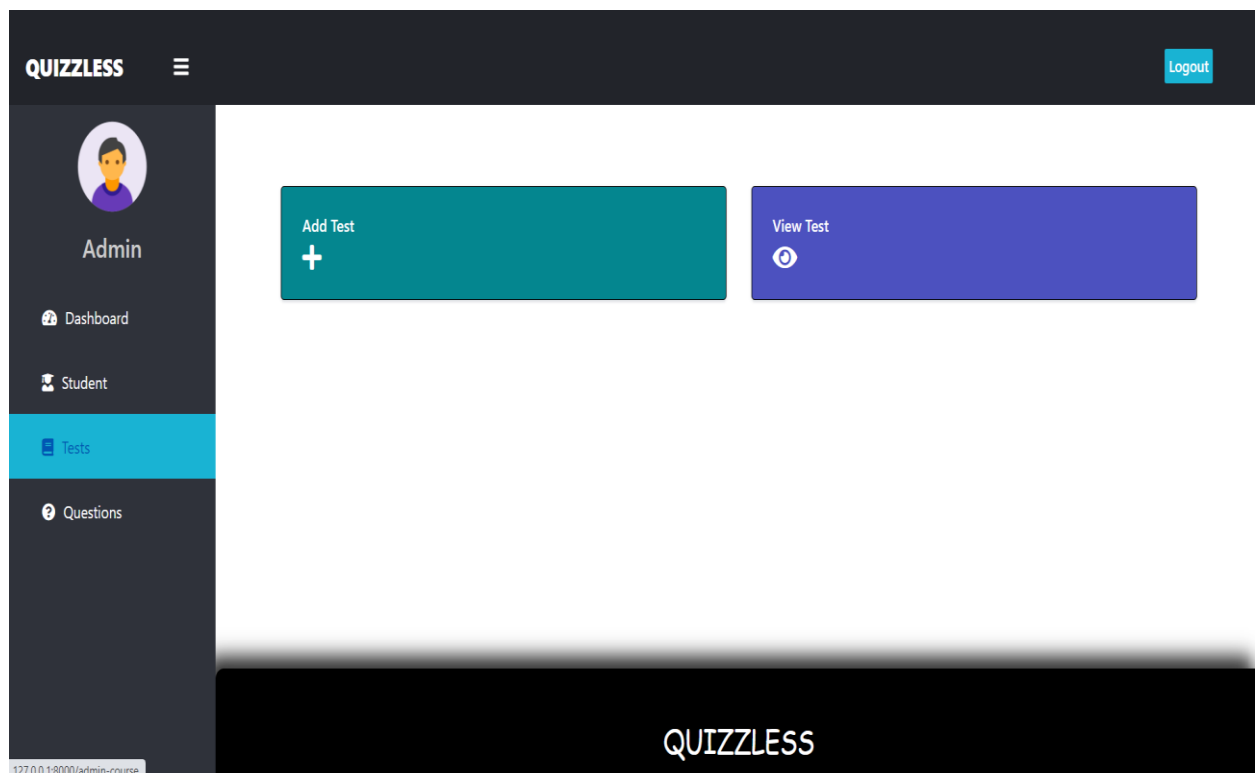 QUIZZLESS
Logout
Admin
Dashboard
Student
Tests
Questions
Add Test
View Test
QUIZZLESS
127.0.0.1:8000/admin-course